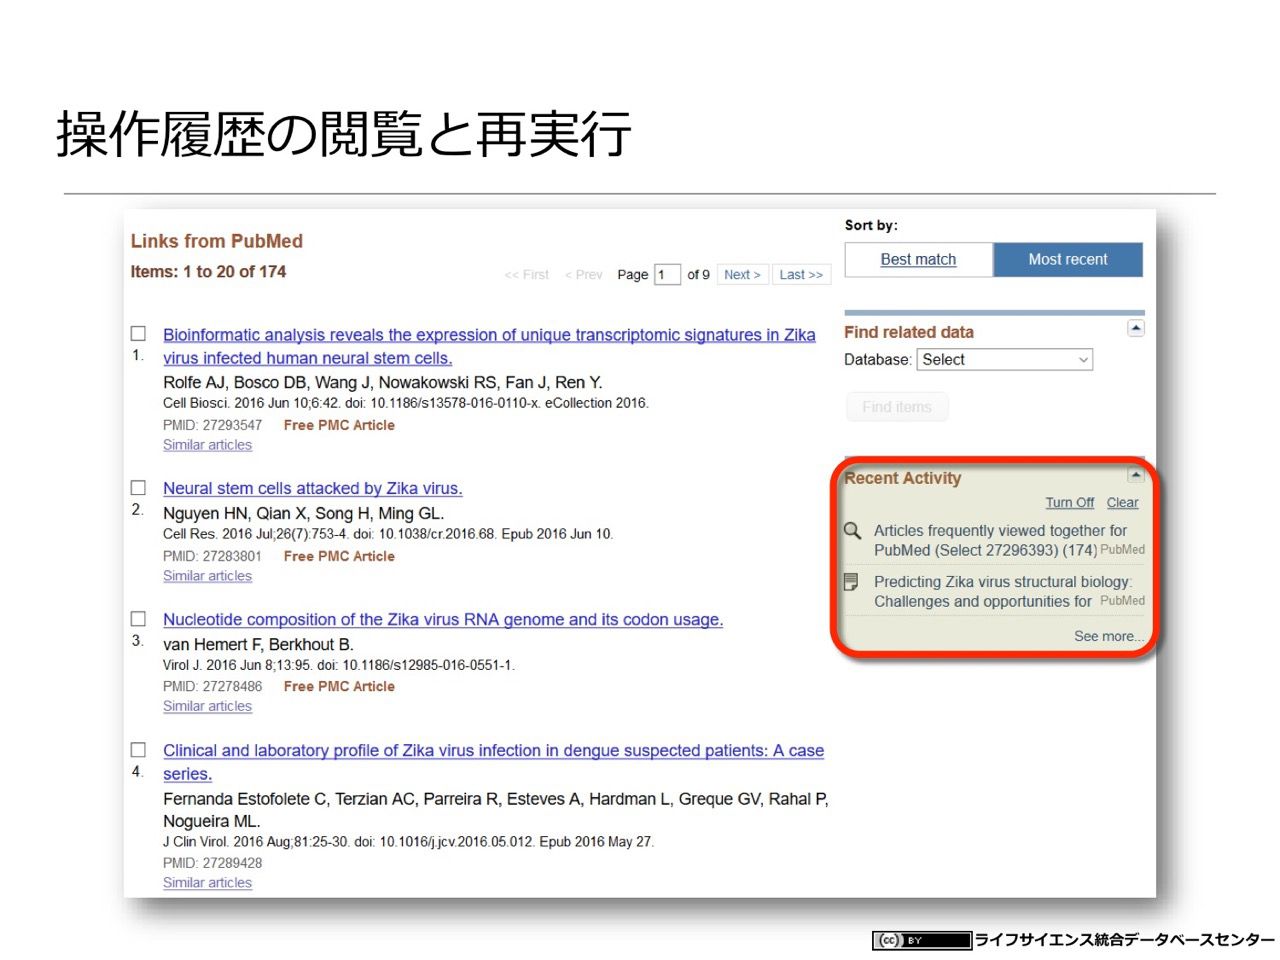 操作履歴の閲覧と再実行
Links from PubMed
Items: 1 to 20 of 174
<< First < Prev Page 1 of 9 Next > Last >>
Bioinformatic analysis reveals the expression of unique transcriptomic signatures in Zika
1. virus infected human neural stem cells.
Rolfe AJ, Bosco DB, Wang J, Nowakowski RS, Fan J, Ren Y.
Cell Biosci. 2016 Jun 10;6:42. doi: 10.1186/s13578-016-0110-x. eCollection 2016.
PMID: 27293547 Free PMC Article
Similar articles
Neural stem cells attacked by Zika virus.
2. Nguyen HN, Qian X, Song H, Ming GL.
Cell Res. 2016 Jul;26(7):753-4. doi: 10.1038/cr.2016.68. Epub 2016 Jun 10.
PMID: 27283801 Free PMC Article
Similar articles
Nucleotide composition of the Zika virus RNA genome and its codon usage.
3. van Hemert F, Berkhout B.
Virol J. 2016 Jun 8;13:95. doi: 10.1186/s12985-016-0551-1.
PMID: 27278486 Free PMC Article
Similar articles
Clinical and laboratory profile of Zika virus infection in dengue suspected patients: A case
4. series.
Fernanda Estofolete C, Terzian AC, Parreira R, Esteves A, Hardman L, Greque GV, Rahal P,
Nogueira ML.
J Clin Virol. 2016 Aug;81:25-30. doi: 10.1016/j.jcv.2016.05.012. Epub 2016 May 27.
PMID: 27289428
Similar articles
Sort by:
Best match Most recent
Find related data
Database: Select
Find items
Recent Activity
Turn Off Clear
Articles frequently viewed together for
PubMed (Select 27296393) (174) PubMed
Predicting Zika virus structural biology:
Challenges and opportunities for PubMed
See more...
(cc) BY ライフサイエンス統合データベースセンター